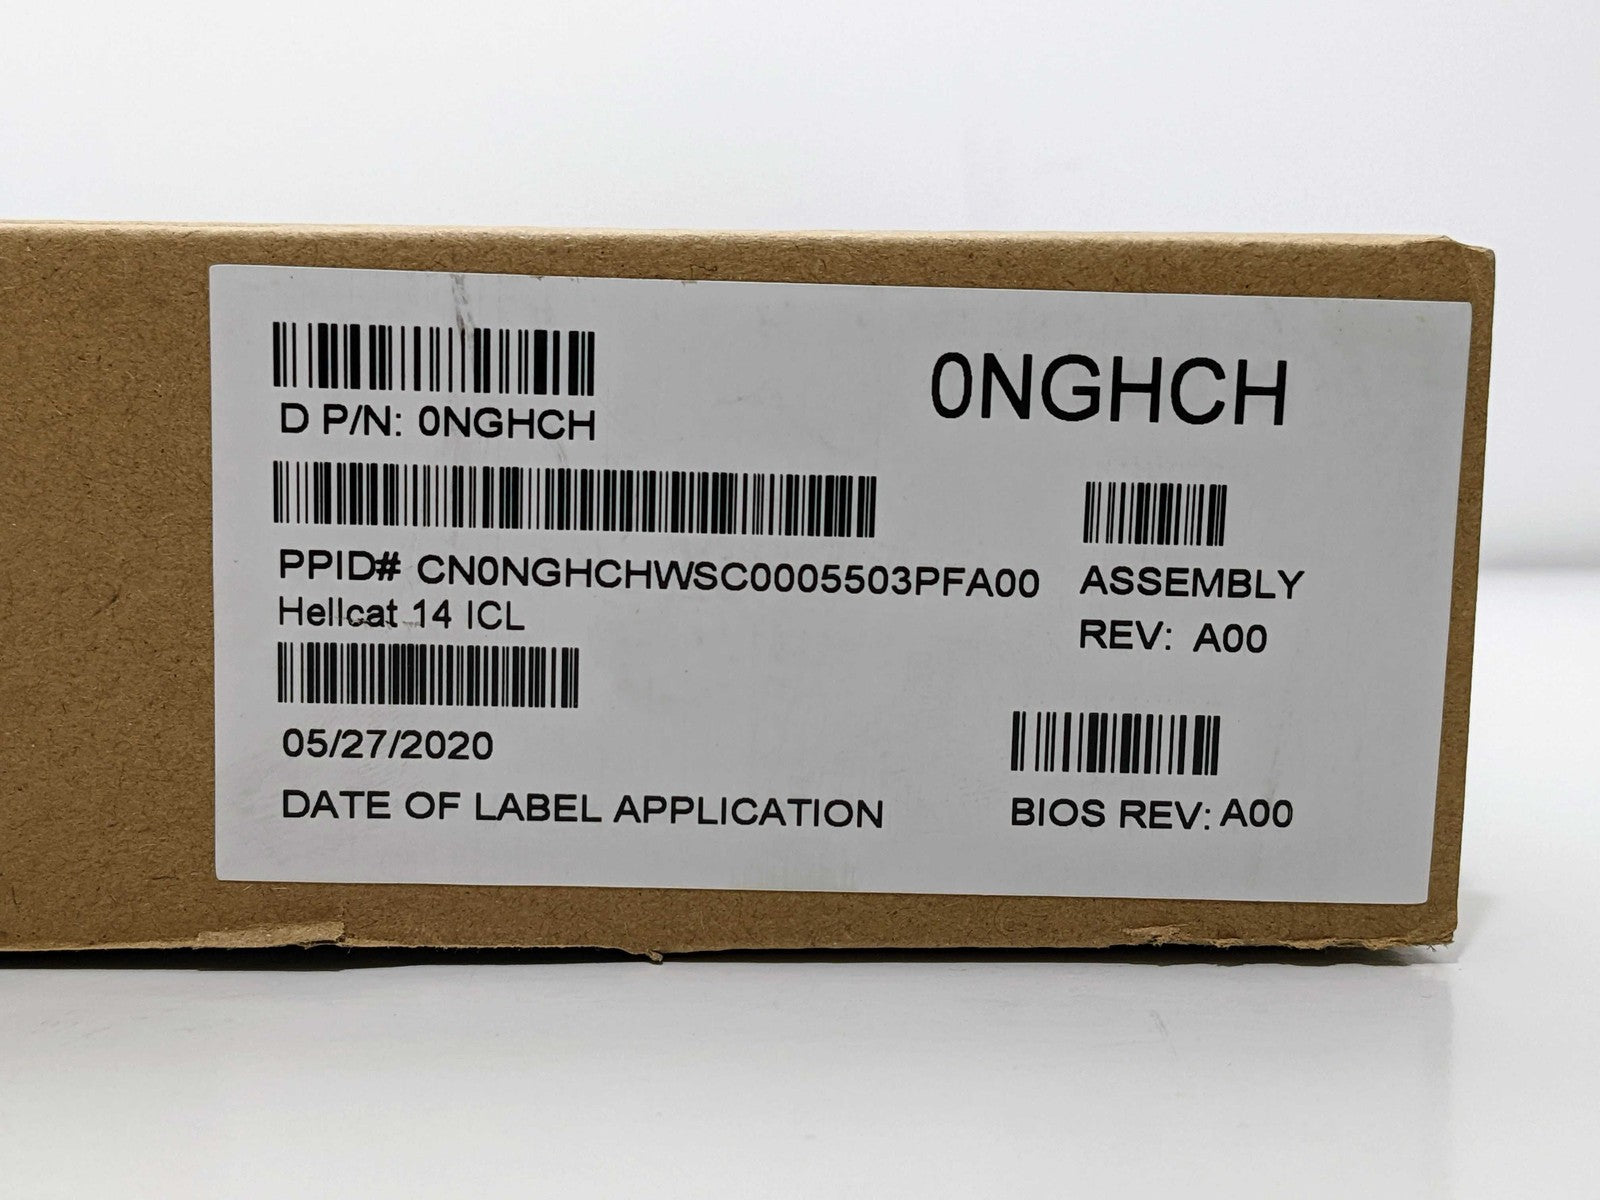 0NGHCH
D P/N: 0NGHCH
PPID# CN0NGHCHWSC0005503PFA00
Hellcat 14 ICL
ASSEMBLY
REV: A00
05/27/2020
DATE OF LABEL APPLICATION
BIOS REV: A00